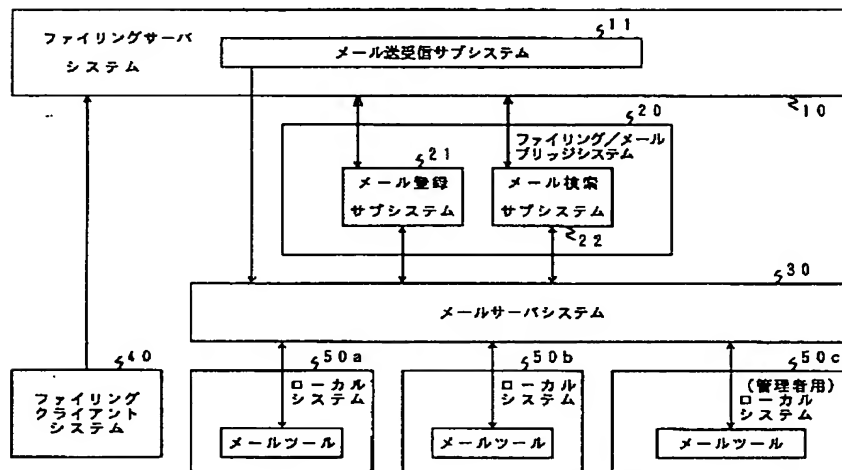 11
ファイリングサーバ
システム
メール送受信サブシステム
10
20
ファイリング／メール
ブリッジシステム
21
メール登録
サブシステム
メール検索
サブシステム
22
30
メールサーバシステム
40
ファイリング
クライアント
システム
50a
ローカル
システム
メールツール
50b
ローカル
システム
メールツール
50c
(管理者用)
ローカル
システム
メールツール